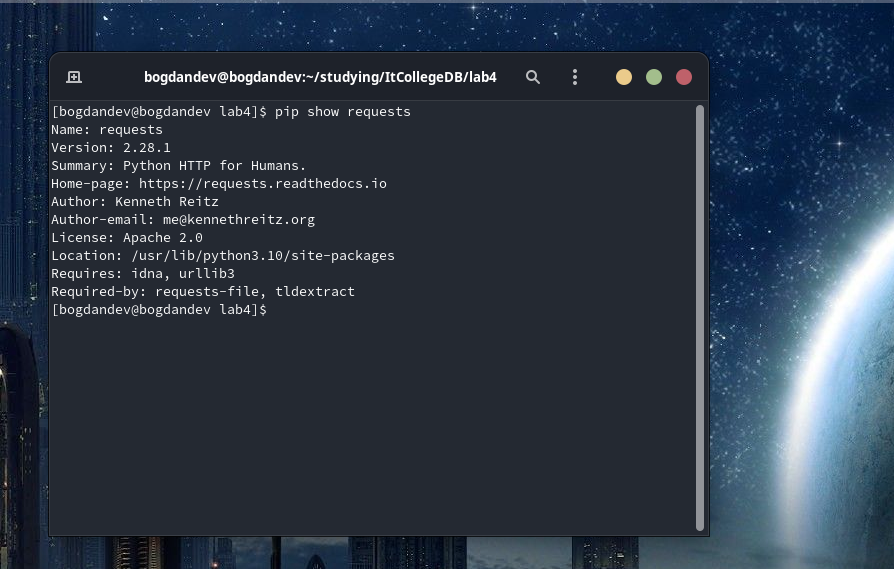 bogdandev@bogdandev:~/studying/ItCollegeDB/lab4
[bogdandev@bogdandev lab4]$ pip show requests
Name: requests
Version: 2.28.1
Summary: Python HTTP for Humans.
Home-page: https://requests.readthedocs.io
Author: Kenneth Reitz
Author-email: me@kennethreitz.org
License: Apache 2.0
Location: /usr/lib/python3.10/site-packages
Requires: idna, urllib3
Required-by: requests-file, tldextract
[bogdandev@bogdandev lab4]$